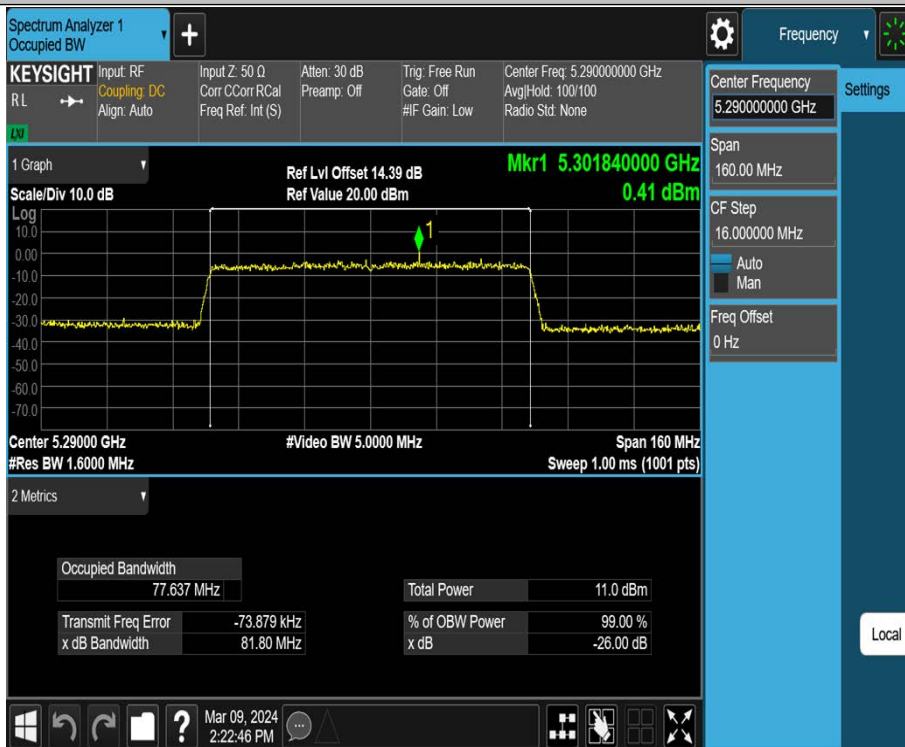 Spectrum Analyzer 1
Occupied BW
+
Frequency
KEYSIGHT
RL
LXI
Input: RF
Coupling: DC
Align: Auto
Input Z: 50 Ω
Corr CCorr RCal
Freq Ref: Int (S)
Atten: 30 dB
Preamp: Off
Trig: Free Run
Gate: Off
#IF Gain: Low
Center Freq: 5.290000000 GHz
Avg|Hold: 100/100
Radio Std: None
Center Frequency
5.290000000 GHz
Settings
Span
160.00 MHz
CF Step
16.000000 MHz
Auto
Man
Freq Offset
0 Hz
1 Graph
Scale/Div 10.0 dB
Ref Lvl Offset 14.39 dB
Ref Value 20.00 dBm
Mkr1 5.301840000 GHz
0.41 dBm
Log
10.0
0.00
-10.0
-20.0
-30.0
-40.0
-50.0
-60.0
-70.0
1
Center 5.29000 GHz
#Video BW 5.0000 MHz
Span 160 MHz
#Res BW 1.6000 MHz
Sweep 1.00 ms (1001 pts)
2 Metrics
Occupied Bandwidth
77.637 MHz
Total Power 11.0 dBm
Transmit Freq Error -73.879 kHz
% of OBW Power 99.00 %
x dB Bandwidth 81.80 MHz
x dB -26.00 dB
Local
?
Mar 09, 2024
2:22:46 PM